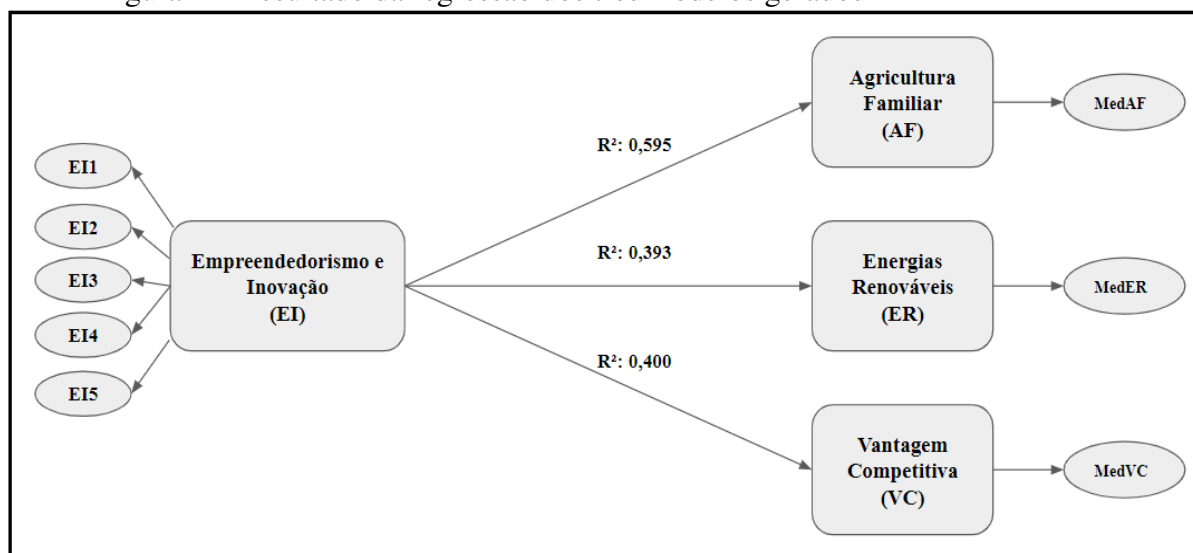 EI1
EI2
EI3
EI4
EI5
Empreendedorismo e
Inovação
(EI)
R²: 0,595
R²: 0,393
R²: 0,400
Agricultura
Familiar
(AF)
MedAF
Energias
Renováveis
(ER)
MedER
Vantagem
Competitiva
(VC)
MedVC